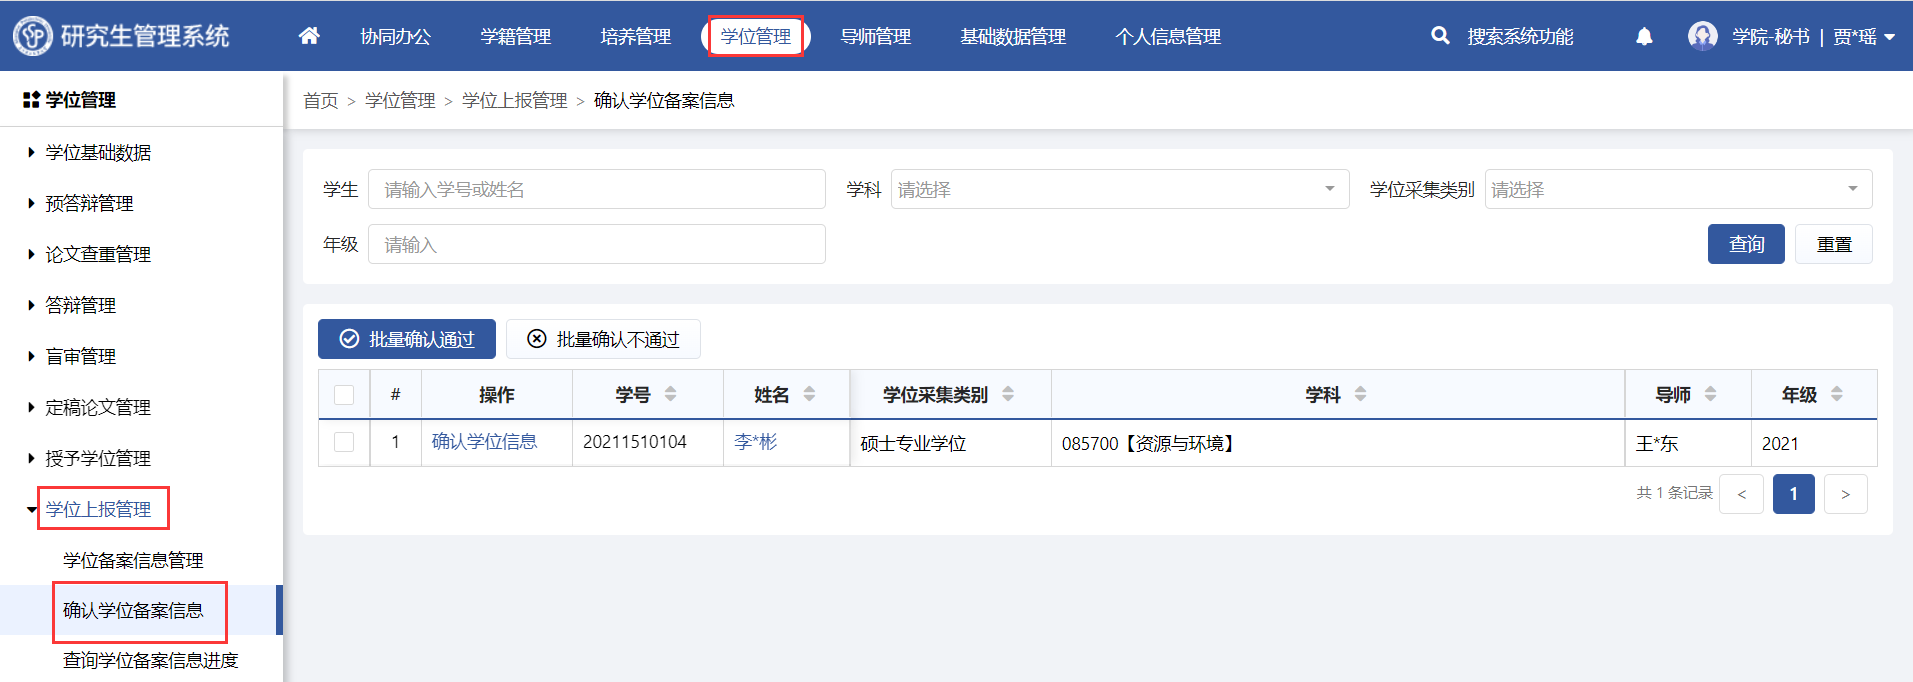 研究生管理系统
协同办公 学籍管理 培养管理 学位管理 导师管理 基础数据管理 个人信息管理 搜索系统功能 学院-秘书 | 贾*瑶
学位管理
首页 > 学位管理 > 学位上报管理 > 确认学位备案信息
学位基础数据
预答辩管理
论文查重管理
答辩管理
盲审管理
定稿论文管理
授予学位管理
学位上报管理
学位备案信息管理
确认学位备案信息
查询学位备案信息进度
学生 请输入学号或姓名 学科 请选择 学位采集类别 请选择
年级 请输入 查询 重置
批量确认通过 批量确认不通过
# 操作 学号 姓名 学位采集类别 学科 导师 年级
1 确认学位信息 20211510104 李*彬 硕士专业学位 085700【资源与环境】 王*东 2021
共 1 条记录 < 1 >